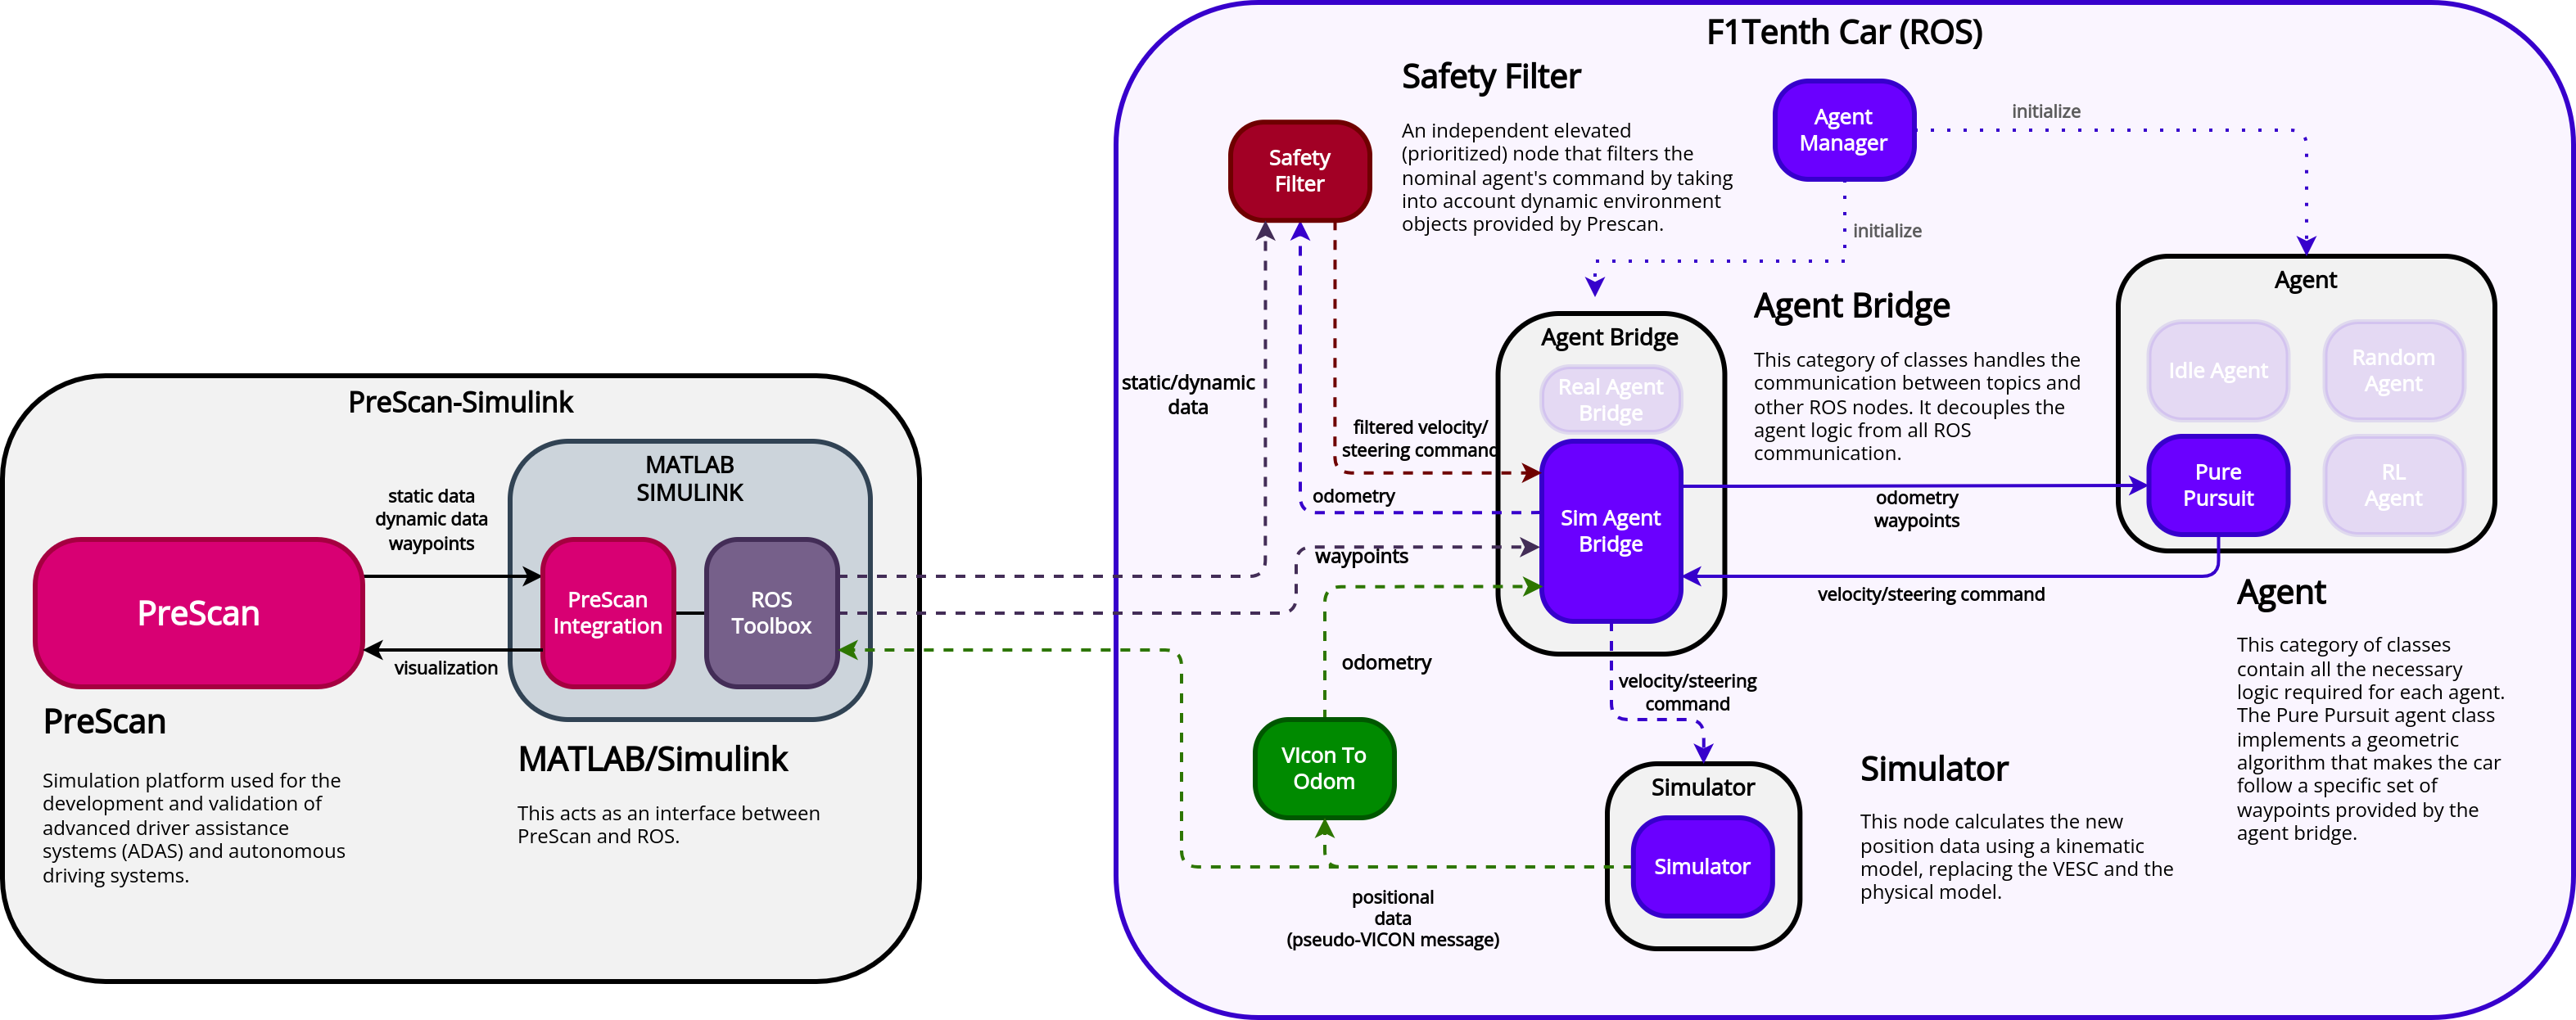 F1Tenth Car (ROS)
Safety Filter
An independent elevated
(prioritized) node that filters the
nominal agent's command by taking
into account dynamic environment
objects provided by Prescan.
Safety
Filter
Agent
Manager
initialize
initialize
Agent Bridge
Real Agent
Bridge
Sim Agent
Bridge
Agent Bridge
This category of classes handles the
communication between topics and
other ROS nodes. It decouples the
agent logic from all ROS
communication.
Agent
Idle Agent
Random
Agent
Pure
Pursuit
RL
Agent
static/dynamic
data
filtered velocity/
steering command
odometry
waypoints
odometry
odometry
waypoints
velocity/steering command
Agent
This category of classes
contain all the necessary
logic required for each agent.
The Pure Pursuit agent class
implements a geometric
algorithm that makes the car
follow a specific set of
waypoints provided by the
agent bridge.
PreScan-Simulink
MATLAB
SIMULINK
static data
dynamic data
waypoints
PreScan
PreScan
Integration
ROS
Toolbox
visualization
PreScan
Simulation platform used for the
development and validation of
advanced driver assistance
systems (ADAS) and autonomous
driving systems.
MATLAB/Simulink
This acts as an interface between
PreScan and ROS.
VIcon To
Odom
velocity/steering
command
Simulator
Simulator
Simulator
This node calculates the new
position data using a kinematic
model, replacing the VESC and the
physical model.
positional
data
(pseudo-VICON message)